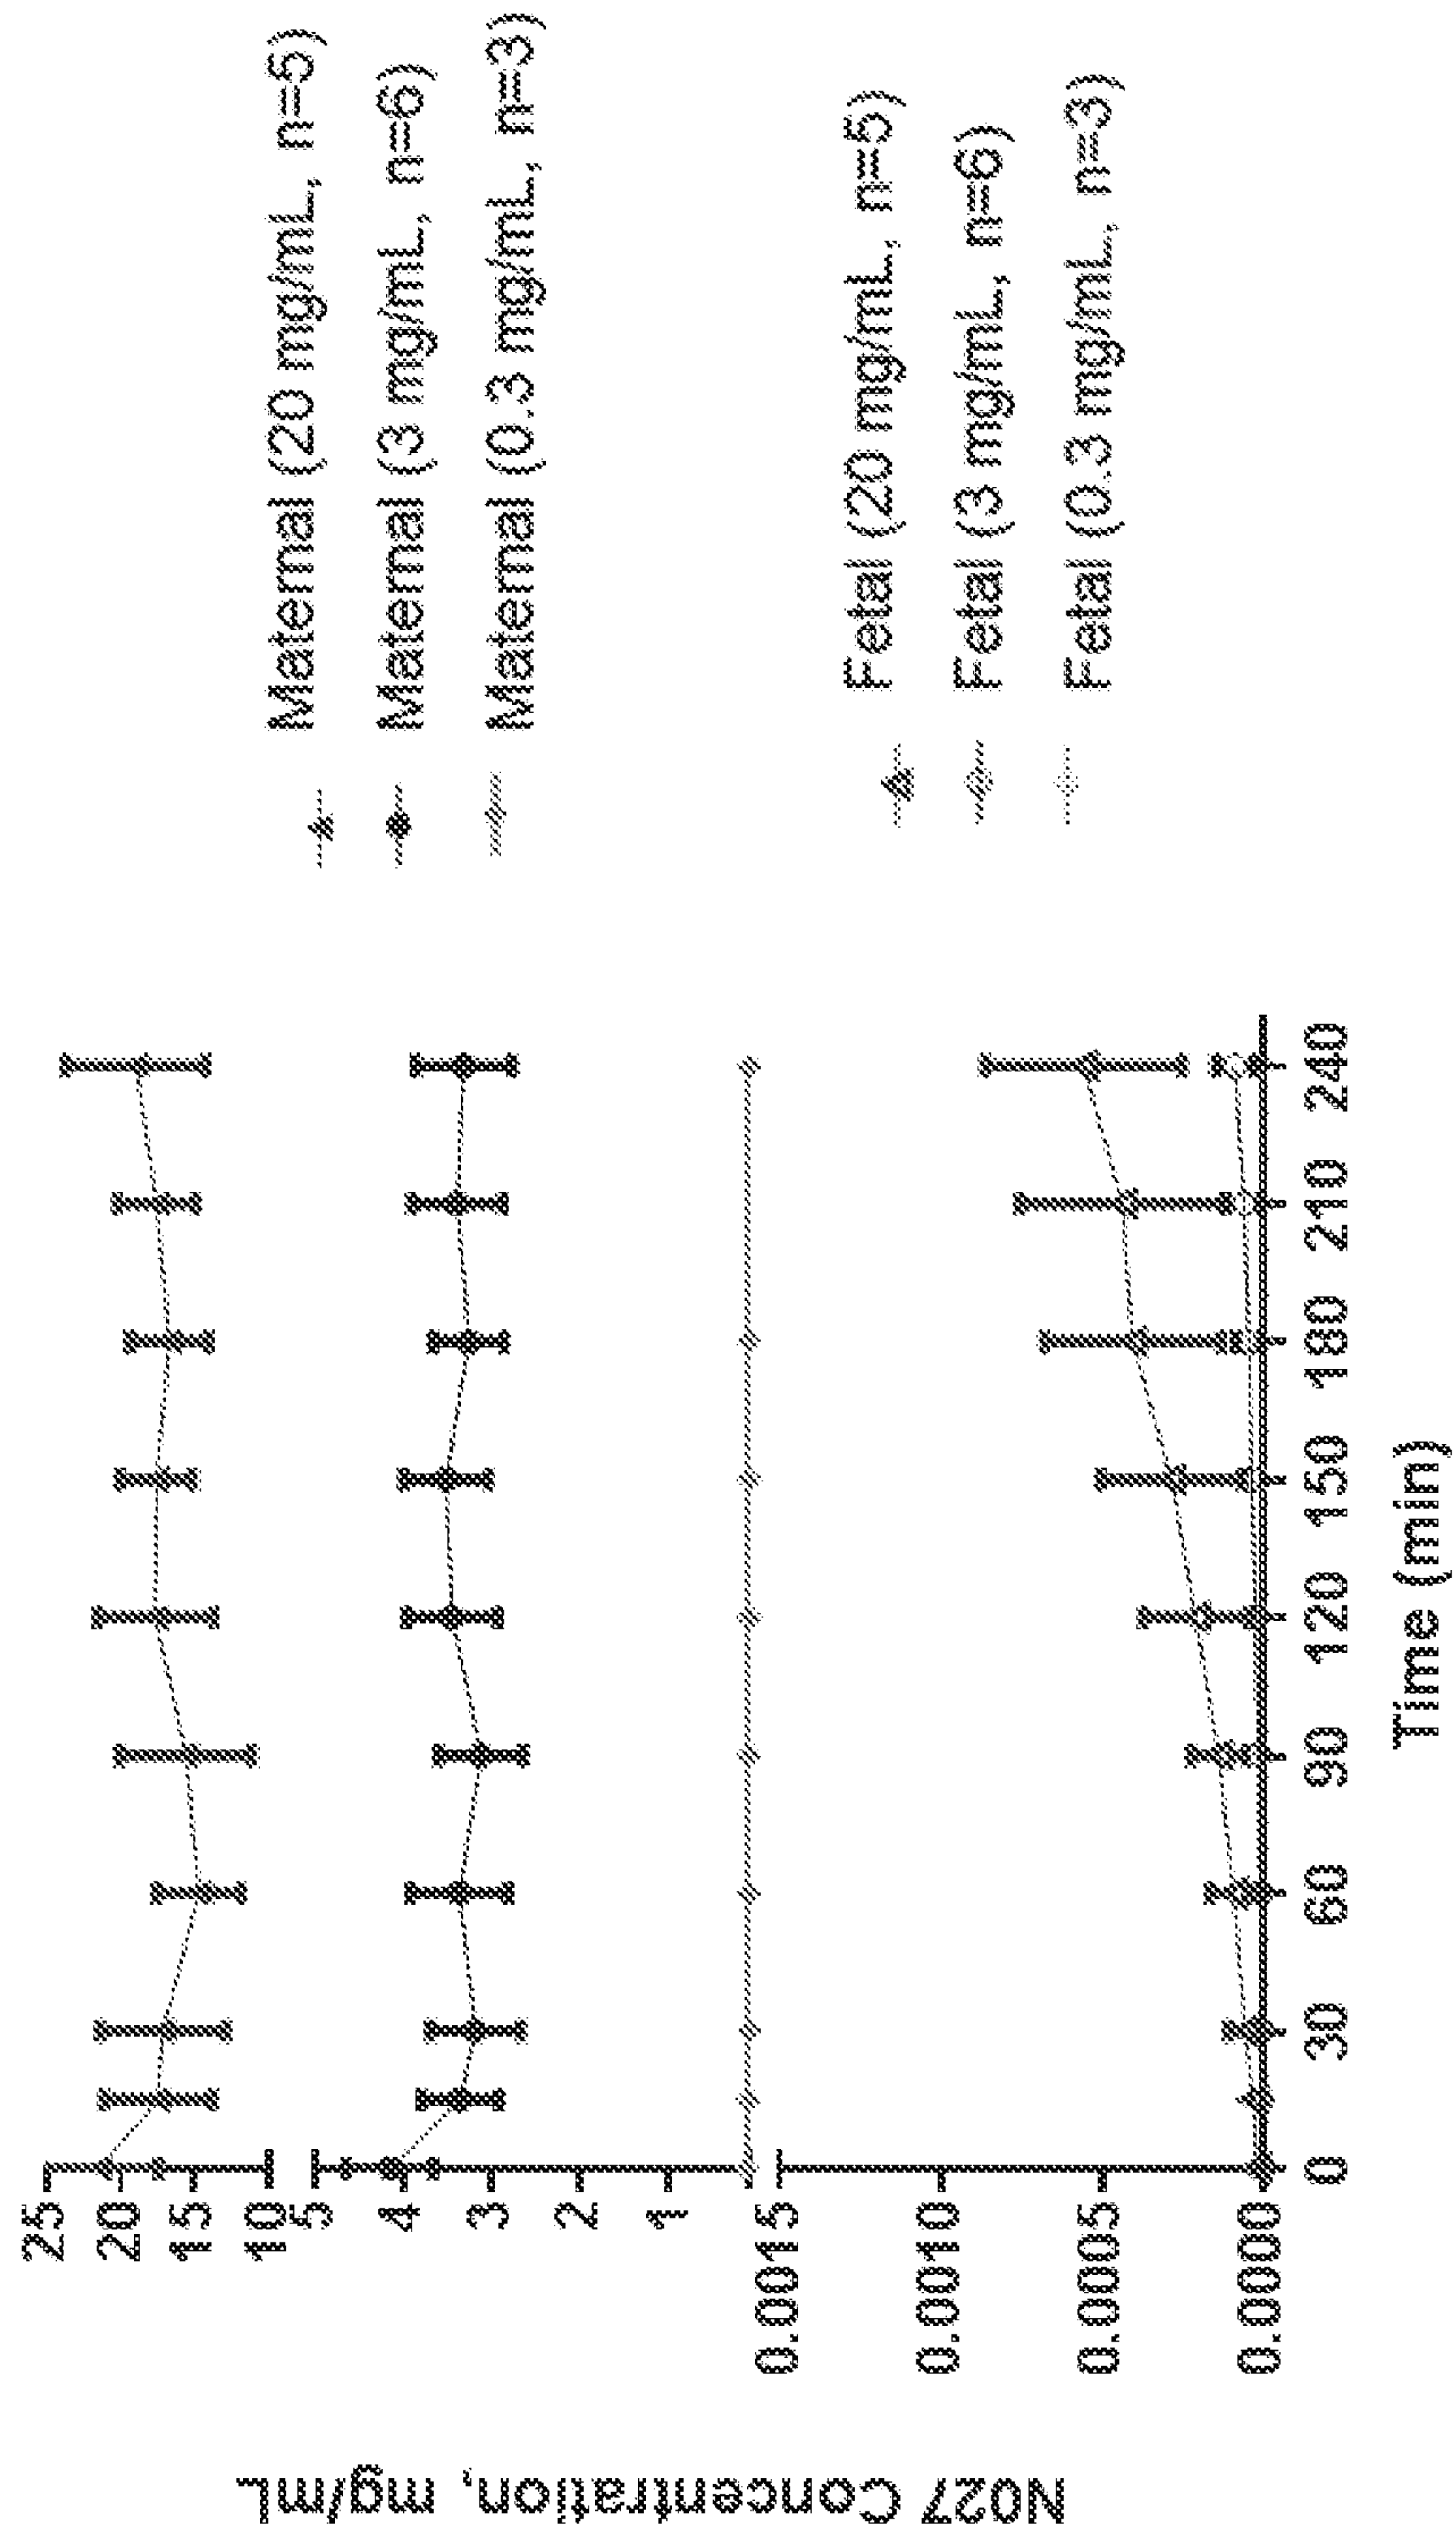 N027 Concentration, mg/mL
25
20
15
10
5
4
3
2
1
0.0015
0.0010
0.0005
0.0000
0
30
60
90
120
150
180
210
240
Time (min)
Maternal (20 mg/mL, n=5)
Maternal (3 mg/mL, n=6)
Maternal (0.3 mg/mL, n=3)
Fetal (20 mg/mL, n=5)
Fetal (3 mg/mL, n=6)
Fetal (0.3 mg/mL, n=3)